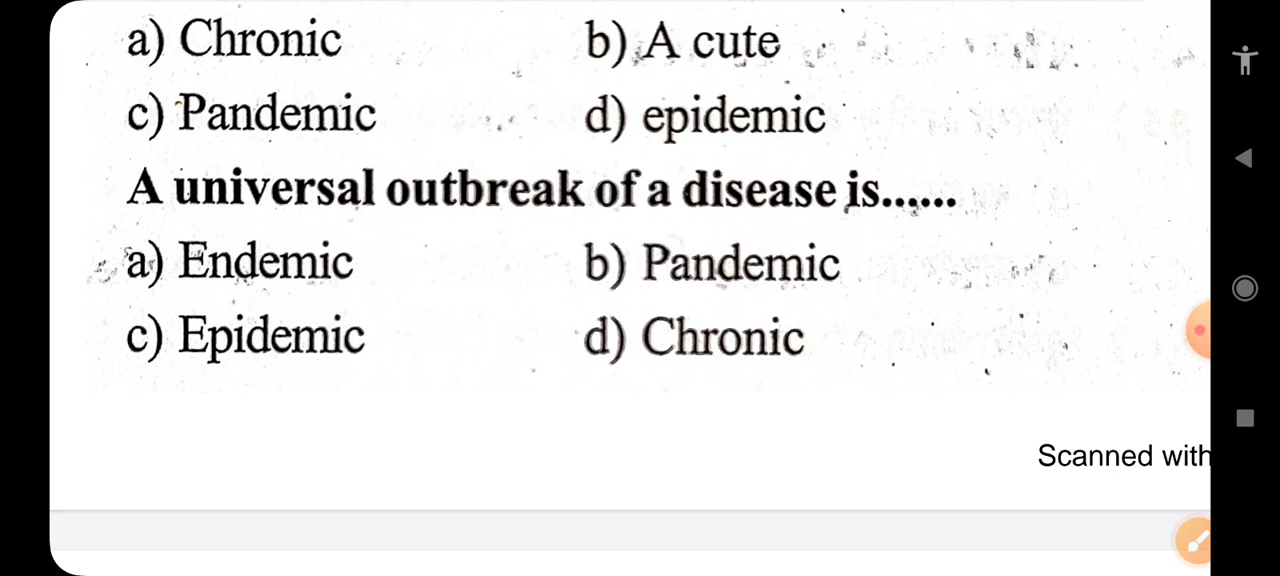 a) Chronic b) A cute
c) Pandemic d) epidemic
A universal outbreak of a disease is......
a) Endemic b) Pandemic
c) Epidemic d) Chronic
Scanned with